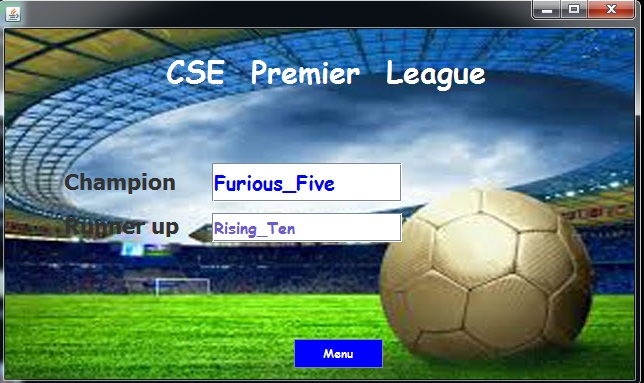 CSE Premier League
Champion Furious_Five
Runner up Rising_Ten
Menu